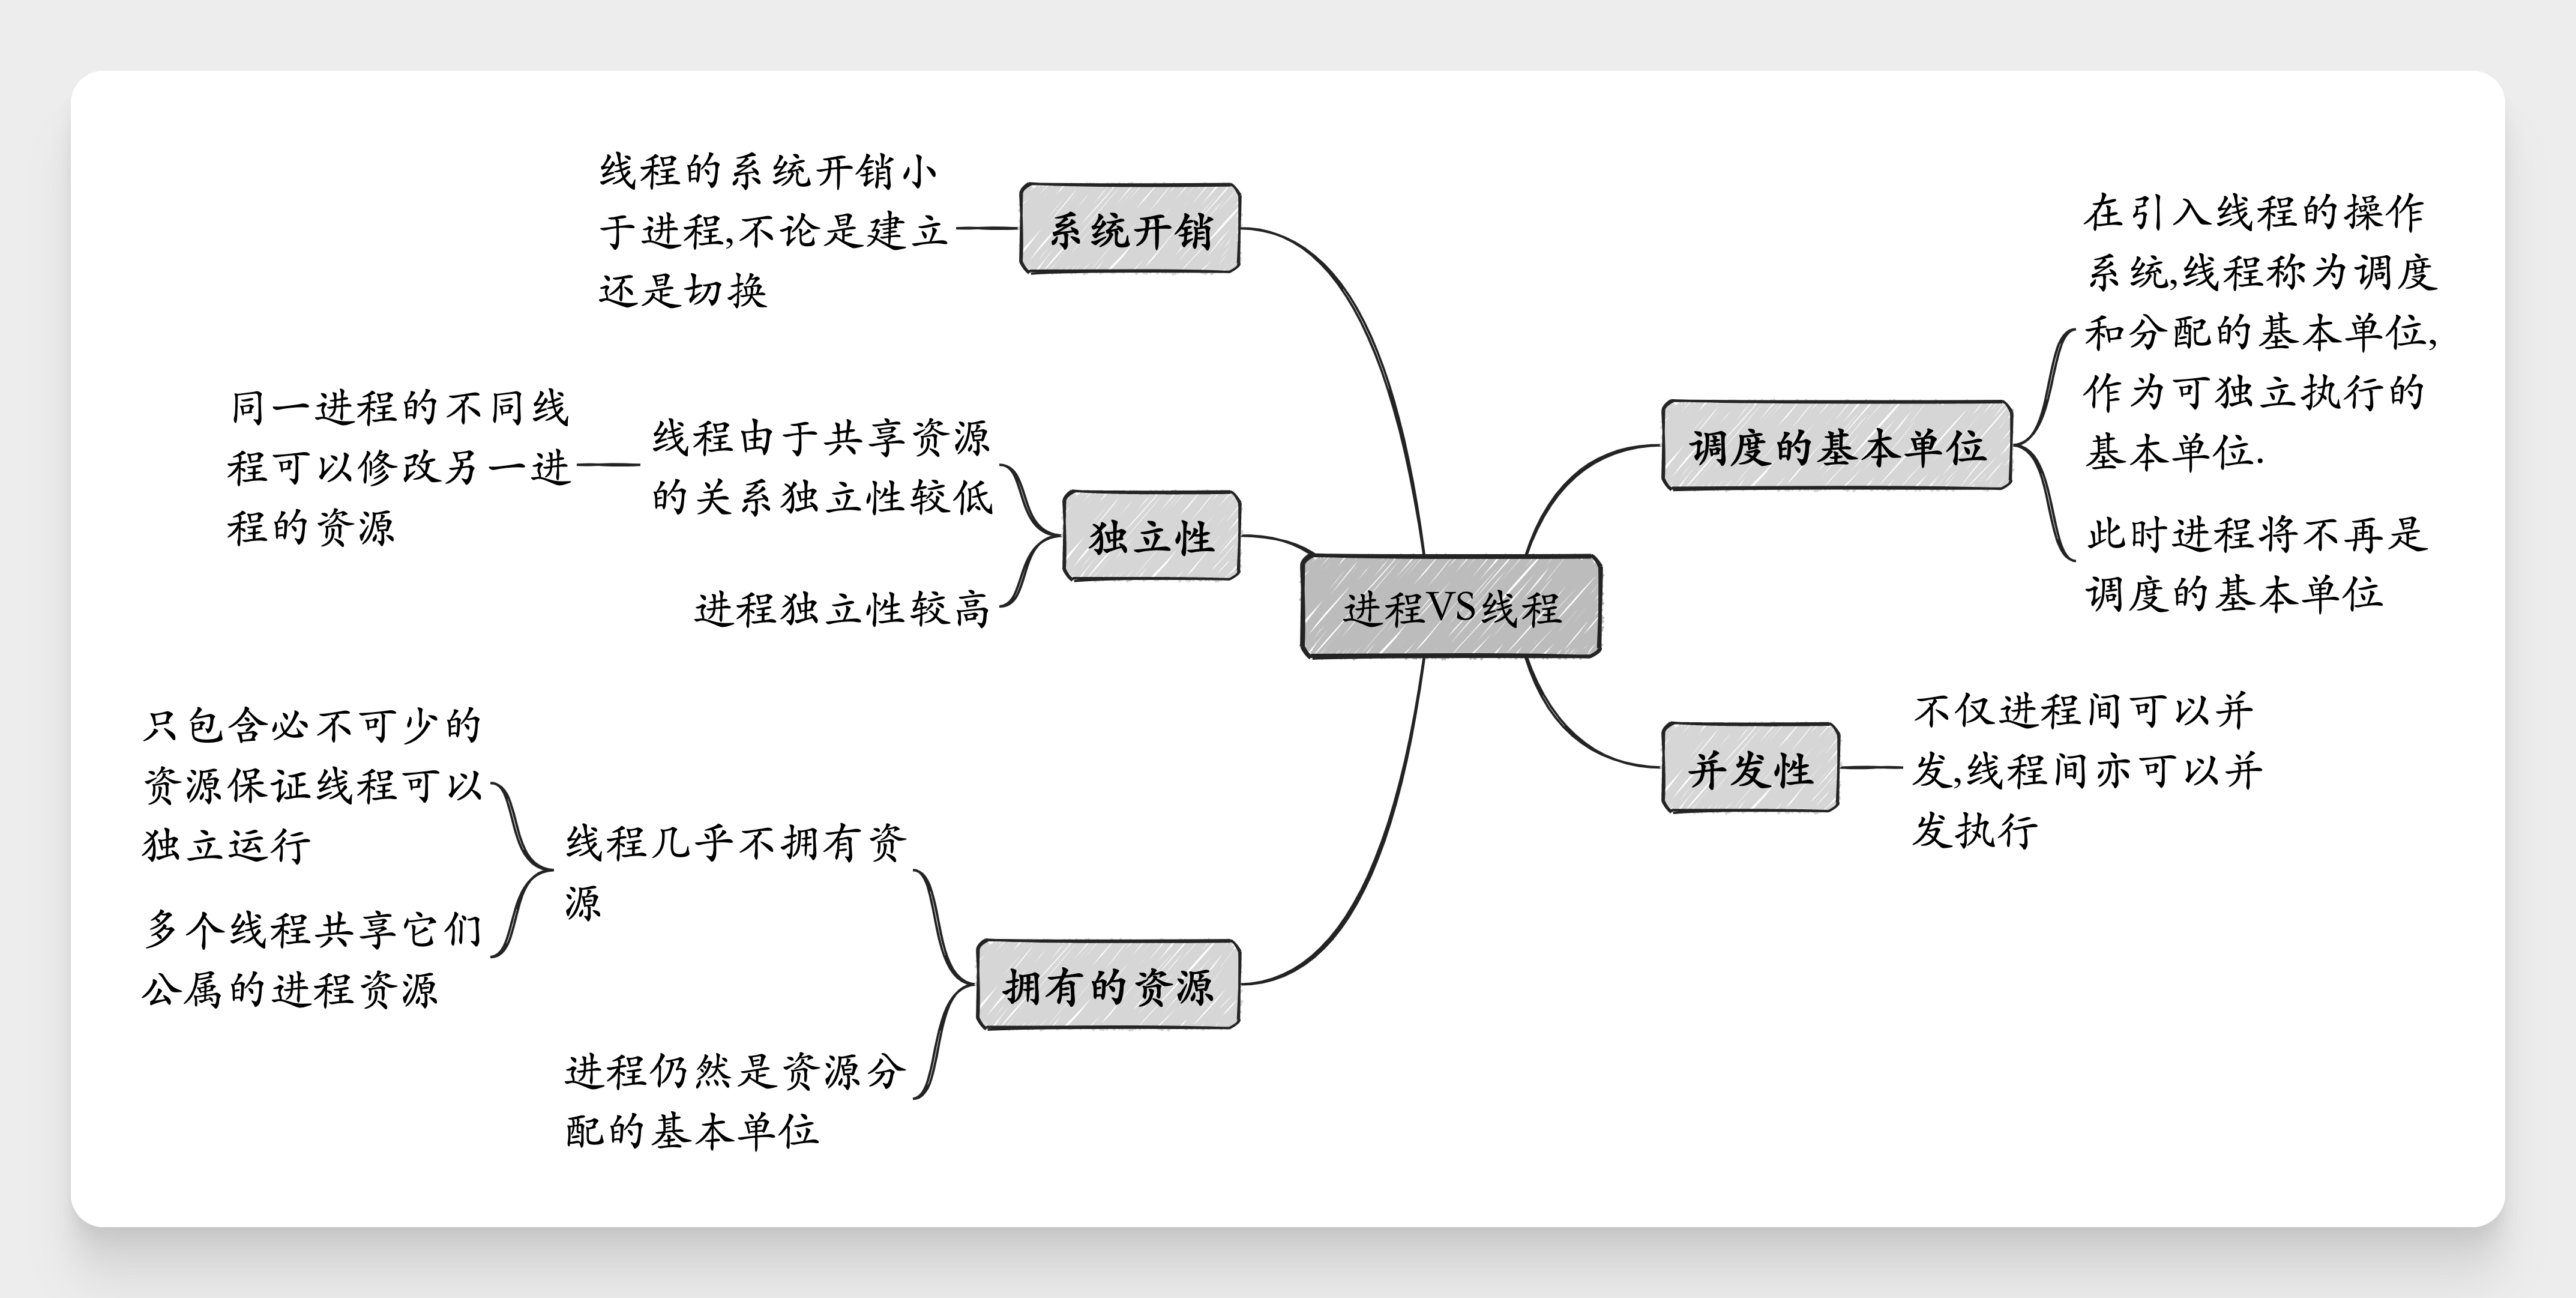 进程VS线程
调度的基本单位
在引入线程的操作
系统,线程称为调度
和分配的基本单位,
作为可独立执行的
基本单位.
此时进程将不再是
调度的基本单位
并发性
不仅进程间可以并
发,线程间亦可以并
发执行
系统开销
线程的系统开销小
于进程,不论是建立
还是切换
独立性
线程由于共享资源
的关系独立性较低
同一进程的不同线
程可以修改另一进
程的资源
进程独立性较高
拥有的资源
线程几乎不拥有资
源
只包含必不可少的
资源保证线程可以
独立运行
多个线程共享它们
公属的进程资源
进程仍然是资源分
配的基本单位